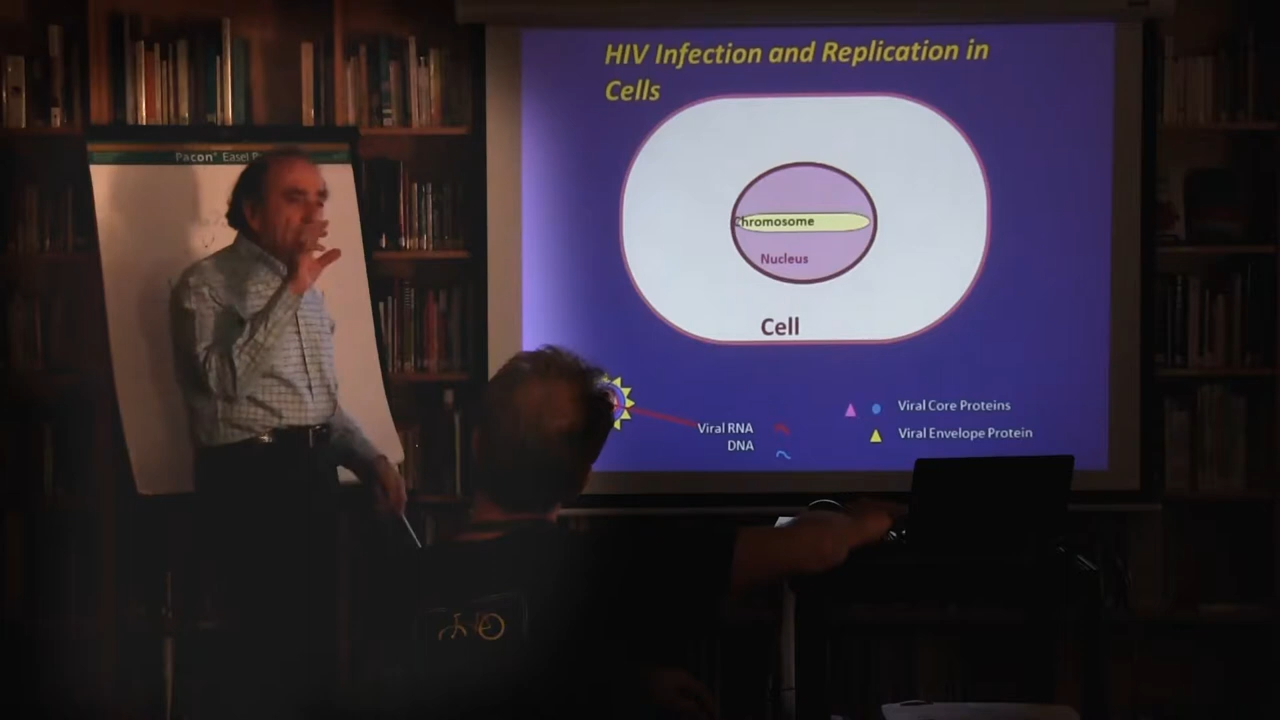 HIV Infection and Replication in
Cells
Pacon® Easel
Chromosome
Nucleus
Cell
Viral RNA
DNA
Viral Core Proteins
Viral Envelope Protein